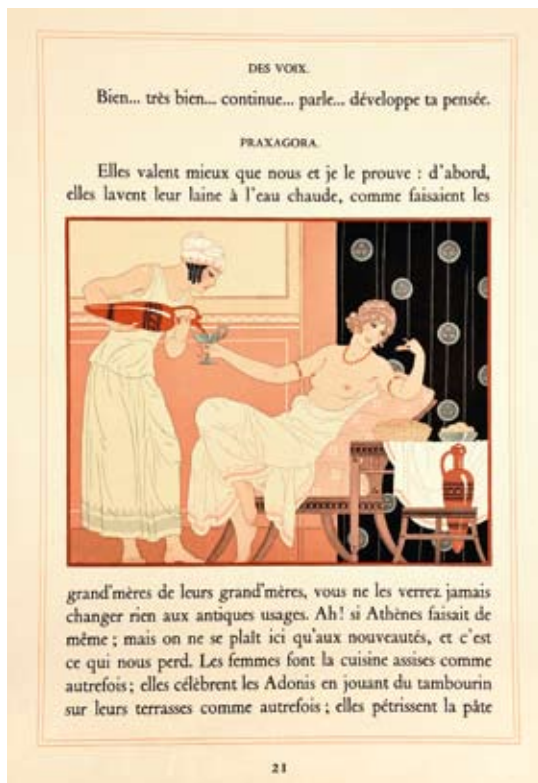 DES VOIX.
Bien... très bien... continue... parle... développe ta pensée.
PRAXAGORA.
Elles valent mieux que nous et je le prouve : d'abord,
elles lavent leur laine à l'eau chaude, comme faisaient les
grand'mères de leurs grand'mères, vous ne les verrez jamais
changer rien aux antiques usages. Ah! si Athènes faisait de
même ; mais on ne se plaît ici qu'aux nouveautés, et c'est
ce qui nous perd. Les femmes font la cuisine assises comme
autrefois ; elles célèbrent les Adonis en jouant du tambourin
sur leurs terrasses comme autrefois ; elles pétrissent la pâte
21